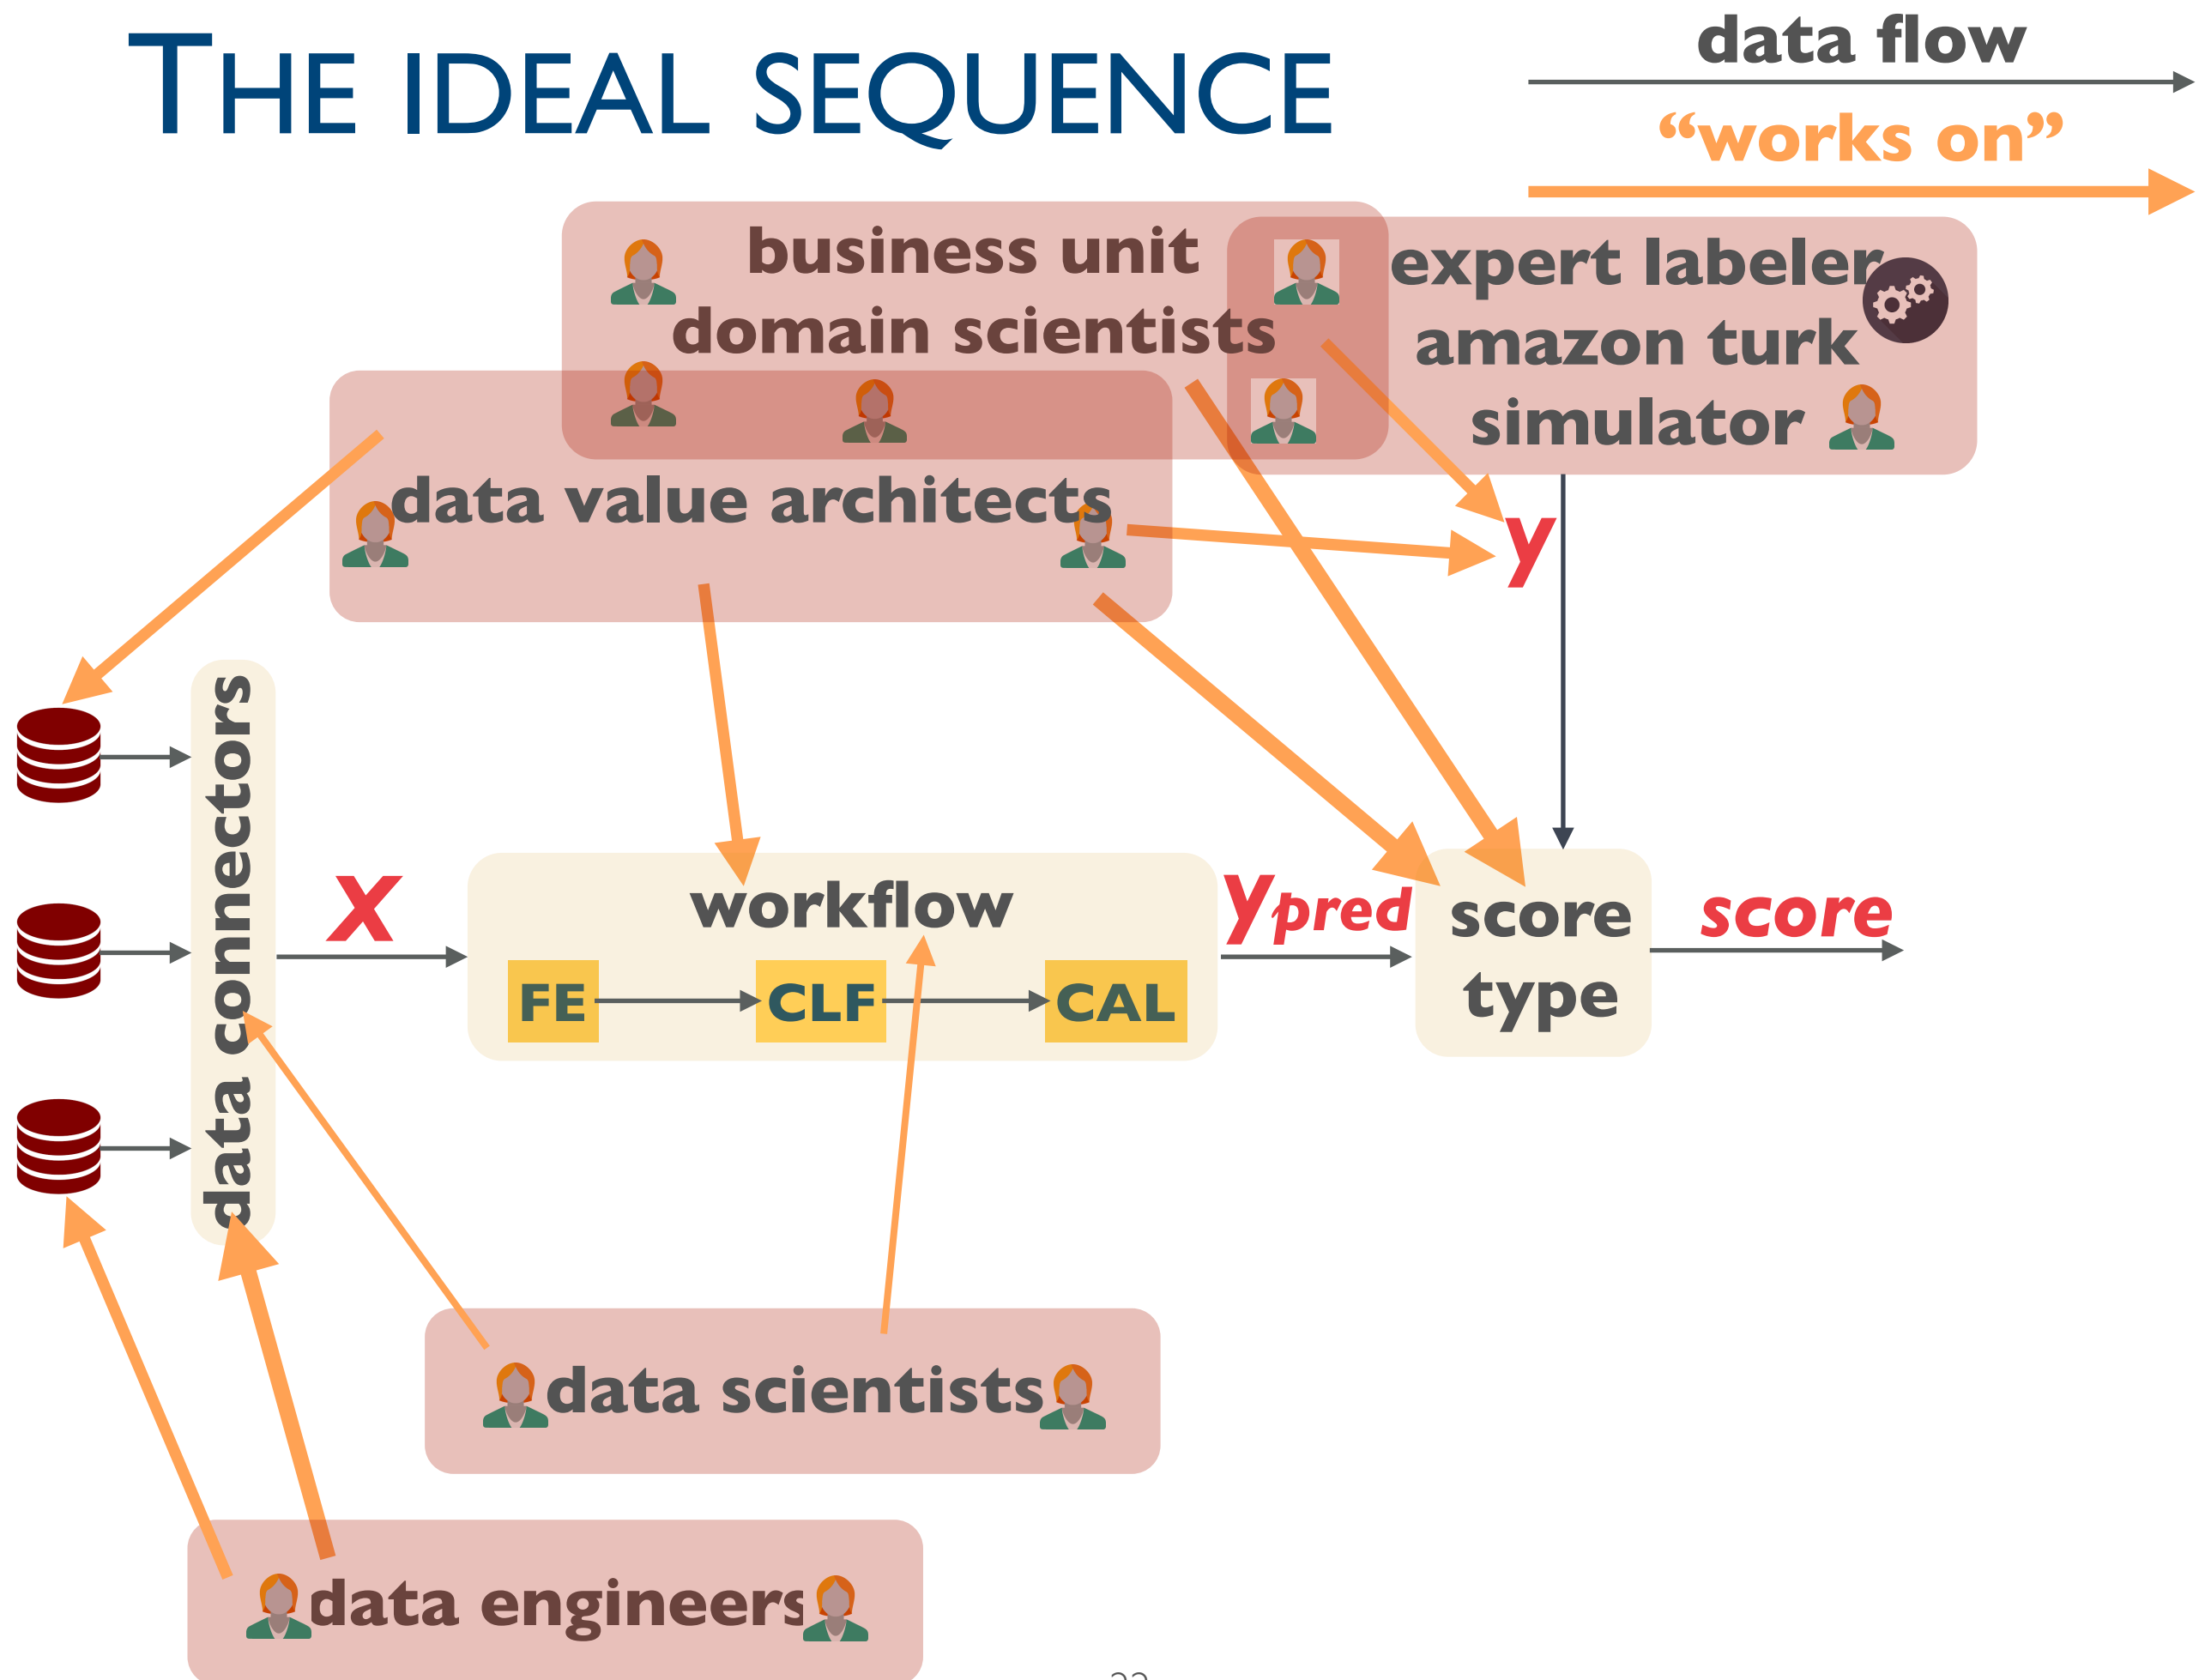 THE IDEAL SEQUENCE
data flow
“works on”
business unit
domain scientists
expert labeler
amazon turk
simulator
data value architects
y
data connectors
X
workflow
FE
CLF
CAL
ypred
score
type
score
data scientists
data engineers